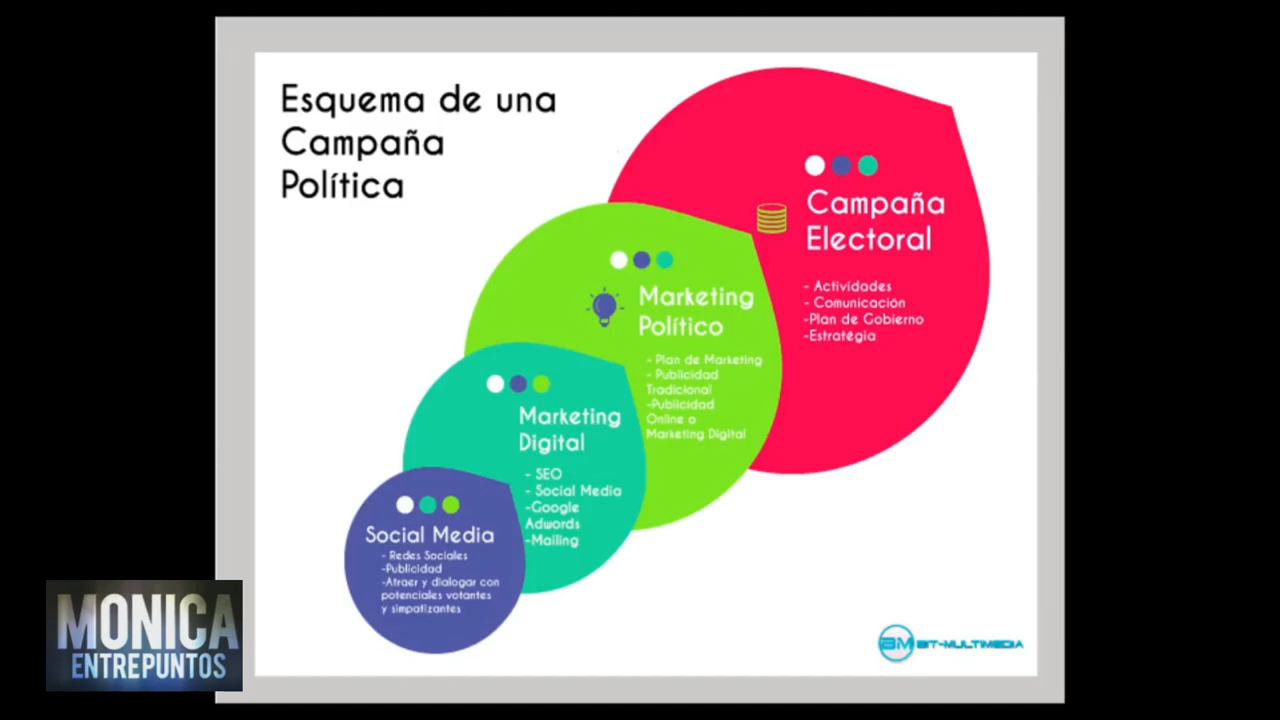 Esquema de una
Campaña
Política
Campaña
Electoral
- Actividades
- Comunicación
-Plan de Gobierno
-Estratégia
Marketing
Político
- Plan de Marketing
- Publicidad
Tradicional
-Publicidad
Online o
Marketing Digital
Marketing
Digital
- SEO
- Social Media
-Google
Adwords
-Mailing
Social Media
- Redes Sociales
-Publicidad
-Atraer y dialogar con
potenciales votantes
y simpatizantes
MONICA
ENTREPUNTOS
BM BIT-MULTIMEDIA